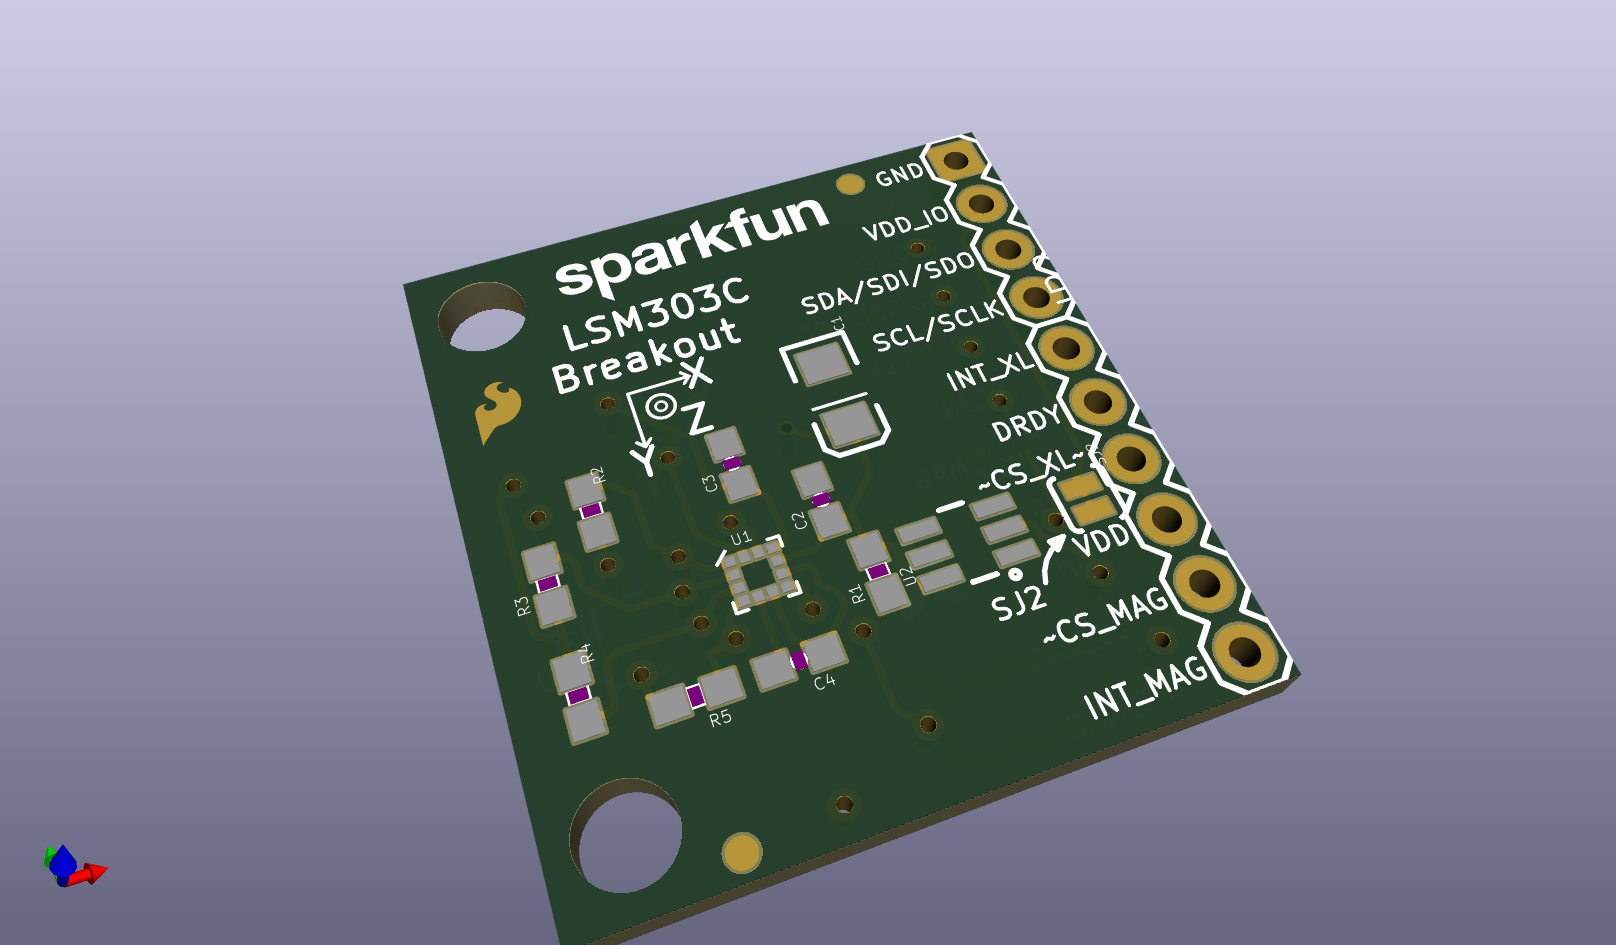 sparkfun
LSM303C
Breakout
X
Z
Y
GND
VDD_IO
SDA/SDI/SDO
SCL/SCLK
INT_XL
DRDY
~CS_XL~
VDD
SJ2
~CS_MAG
INT_MAG
C1
C3
C2
R2
U1
R3
R1
U2
R4
R5
C4